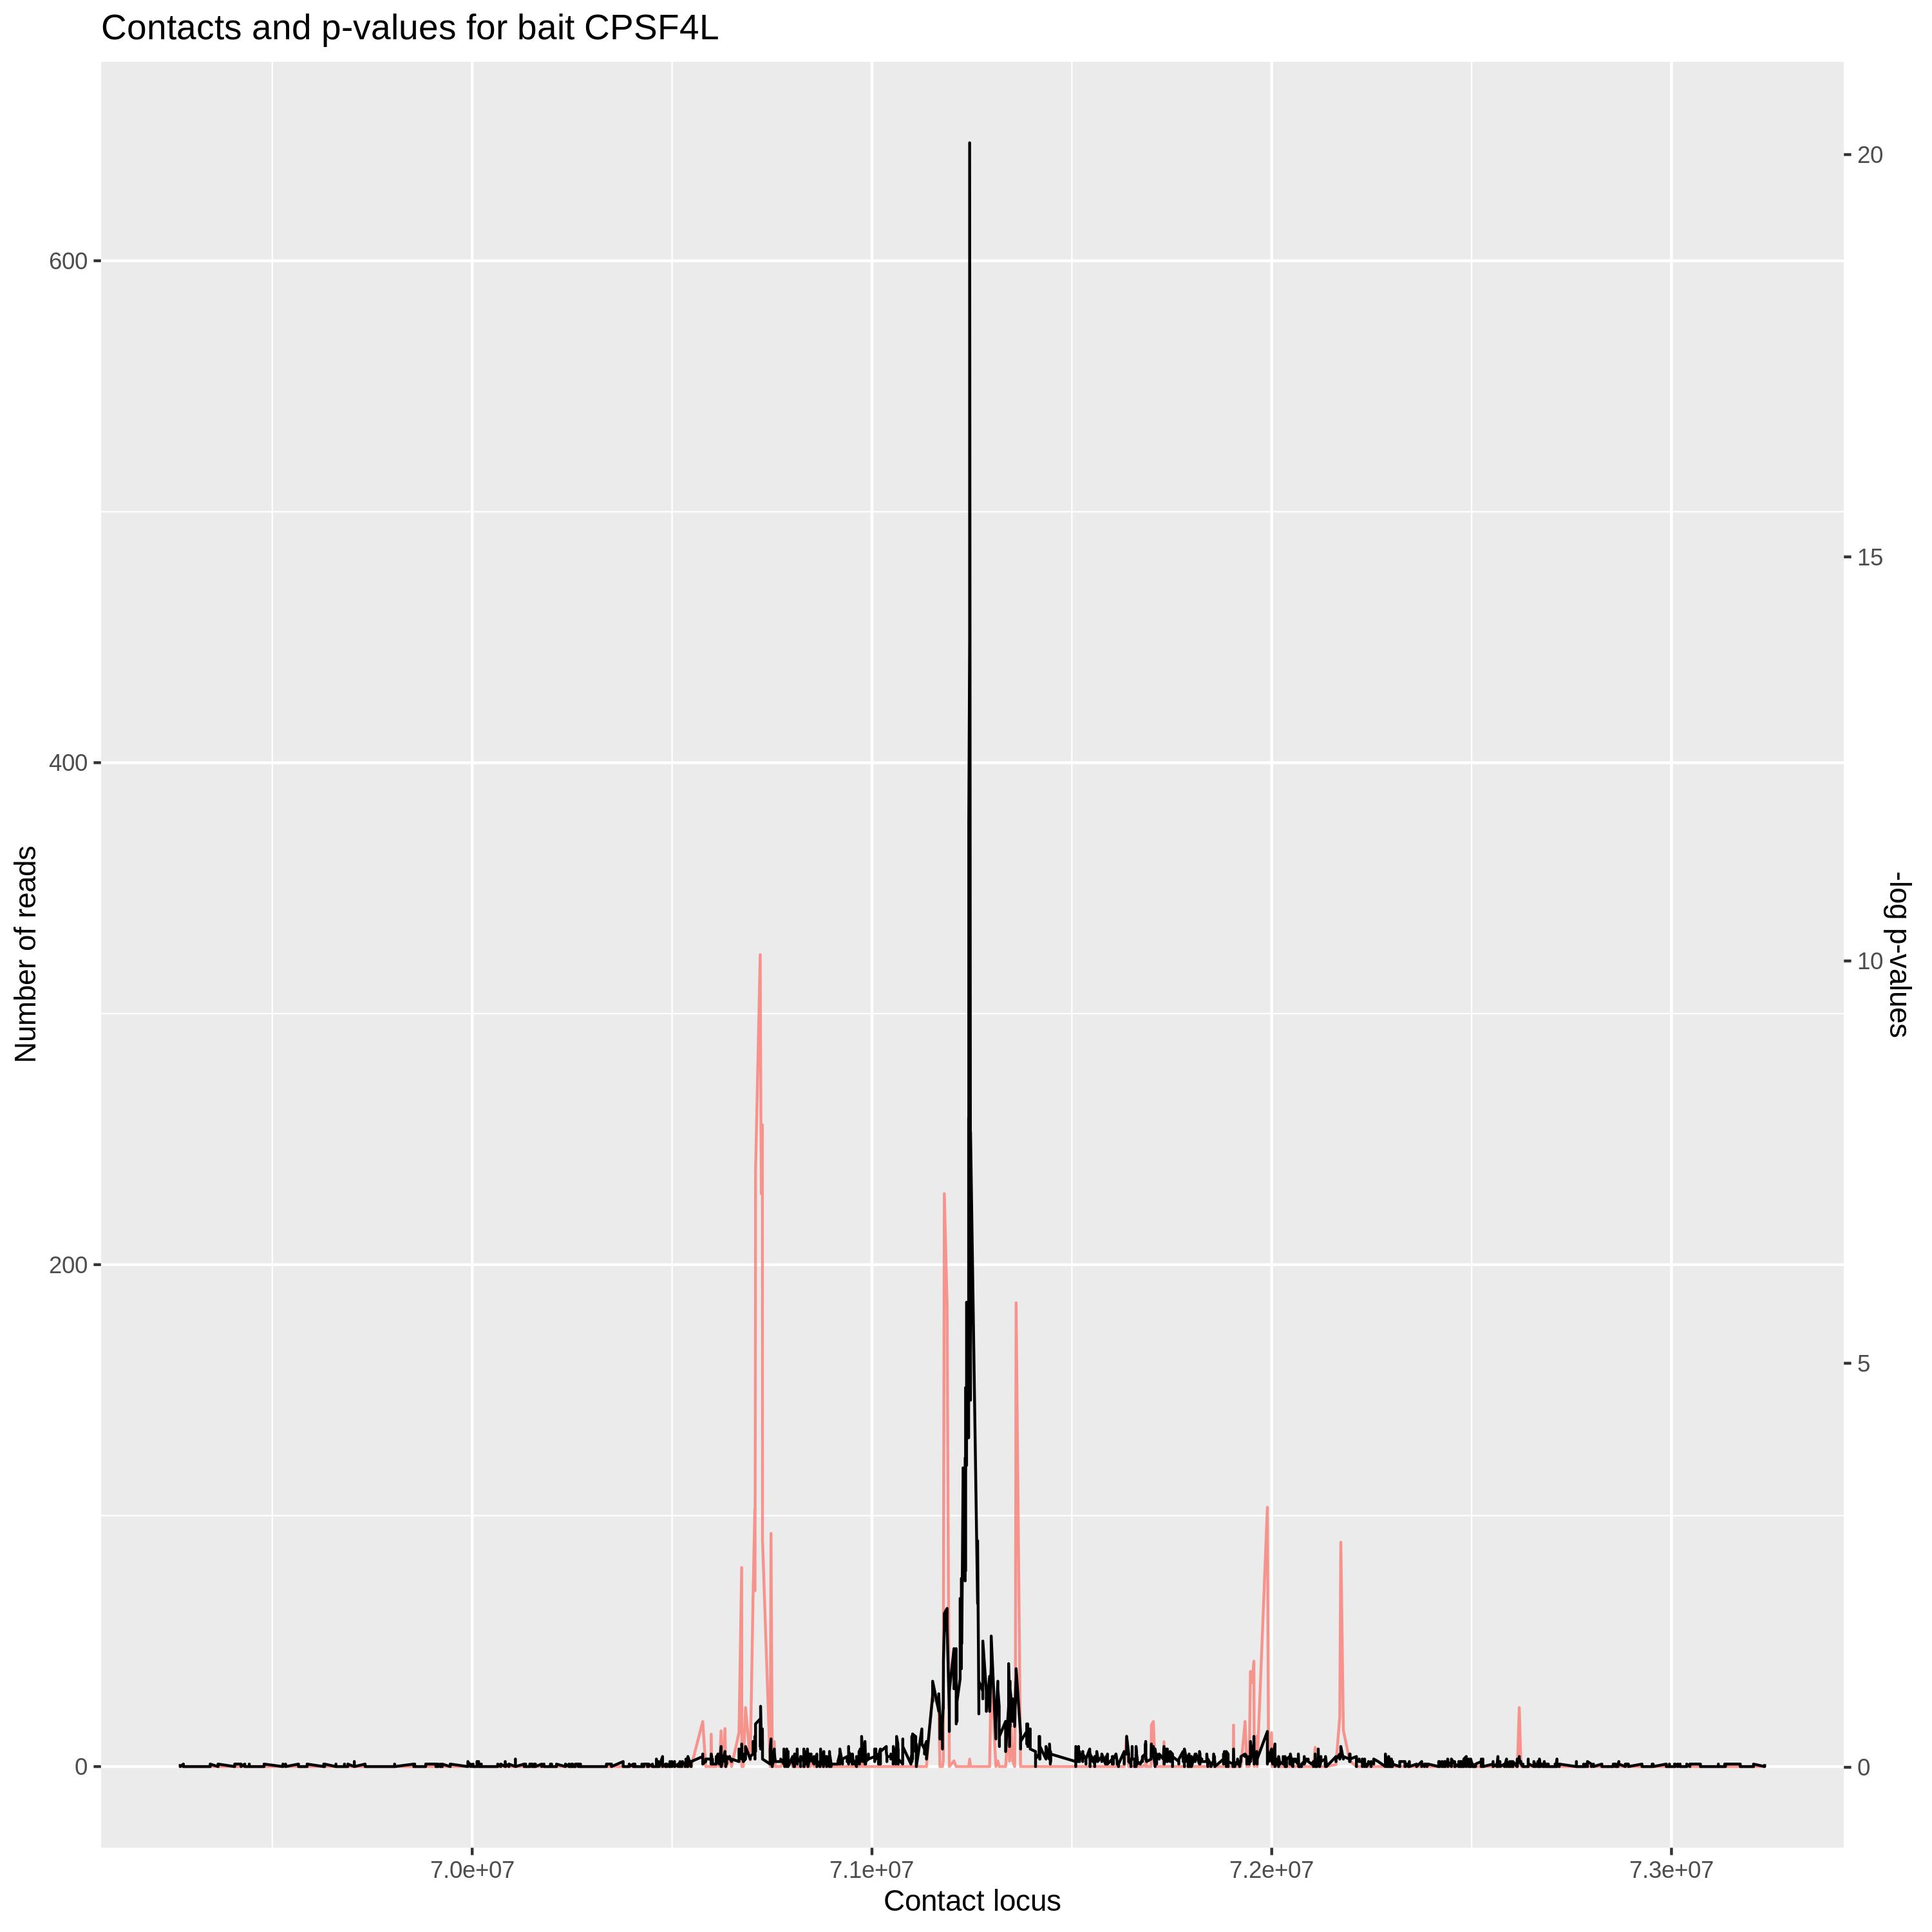 Contacts and p-values for bait CPSF4L
Number of reads
600
400
200
0
20
15
10
5
0
-log p-values
7.0e+07
7.1e+07
7.2e+07
7.3e+07
Contact locus